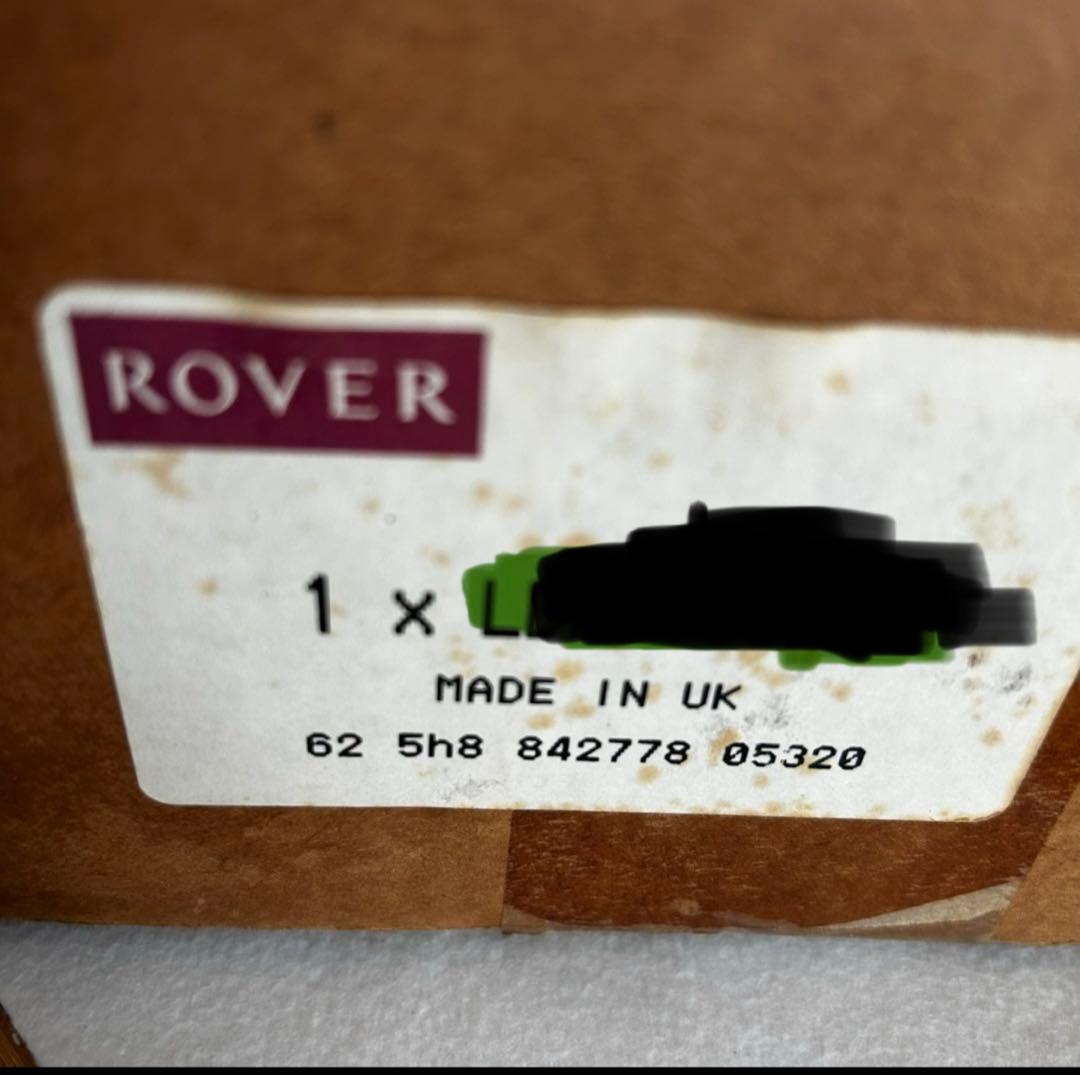 ROVER
1 x
MADE IN UK
62 5h8 842778 05320